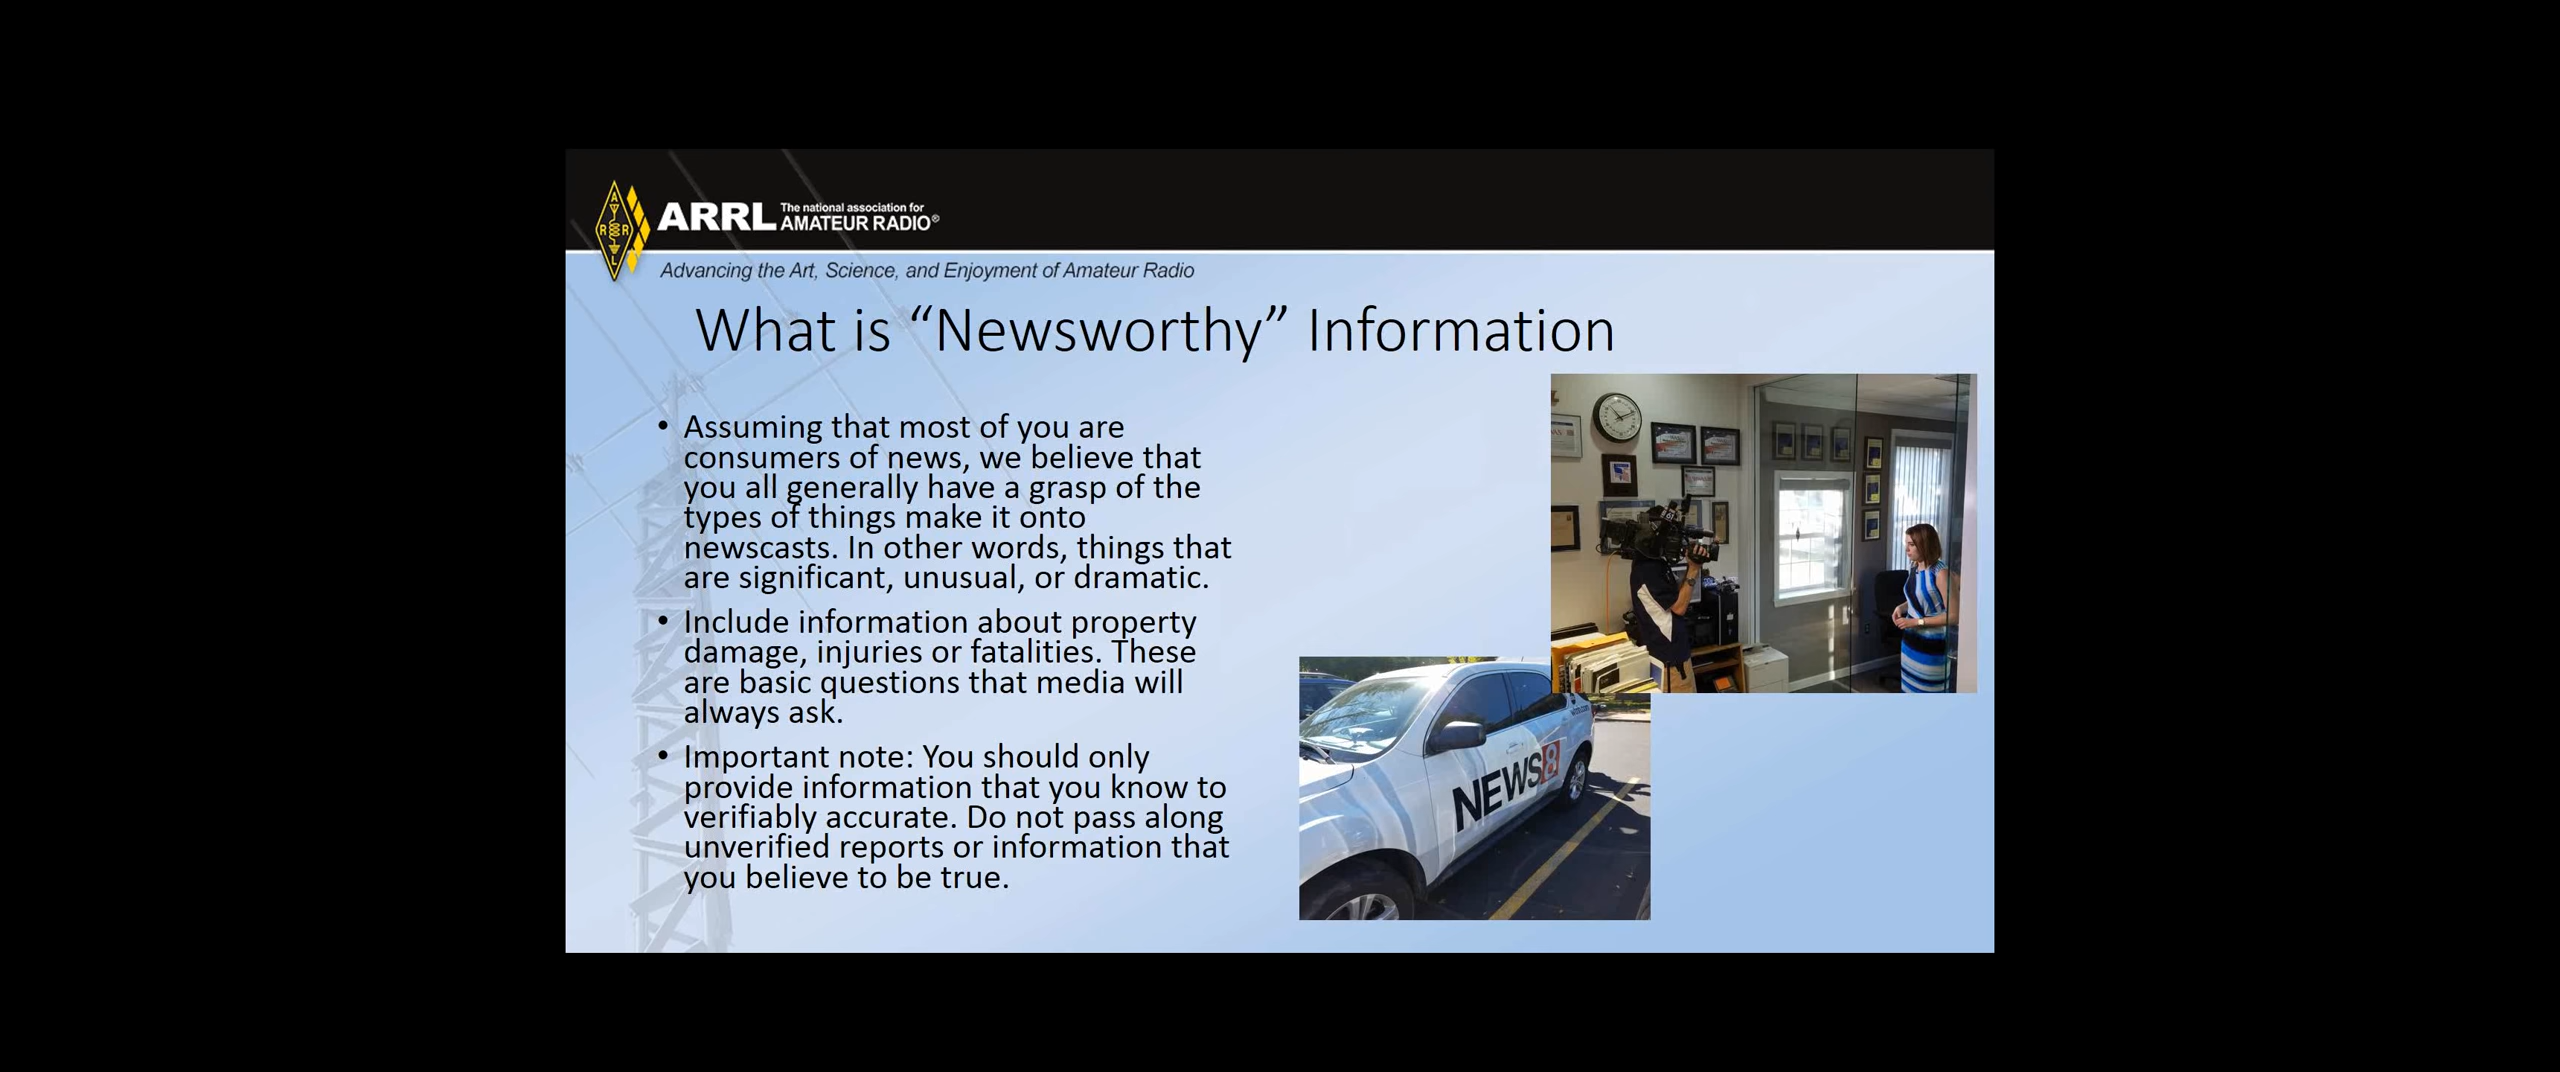 ARRL The national association for
AMATEUR RADIO®
Advancing the Art, Science, and Enjoyment of Amateur Radio
What is “Newsworthy” Information
• Assuming that most of you are
consumers of news, we believe that
you all generally have a grasp of the
types of things make it onto
newscasts. In other words, things that
are significant, unusual, or dramatic.
• Include information about property
damage, injuries or fatalities. These
are basic questions that media will
always ask.
• Important note: You should only
provide information that you know to
verifiably accurate. Do not pass along
unverified reports or information that
you believe to be true.
NEWS8